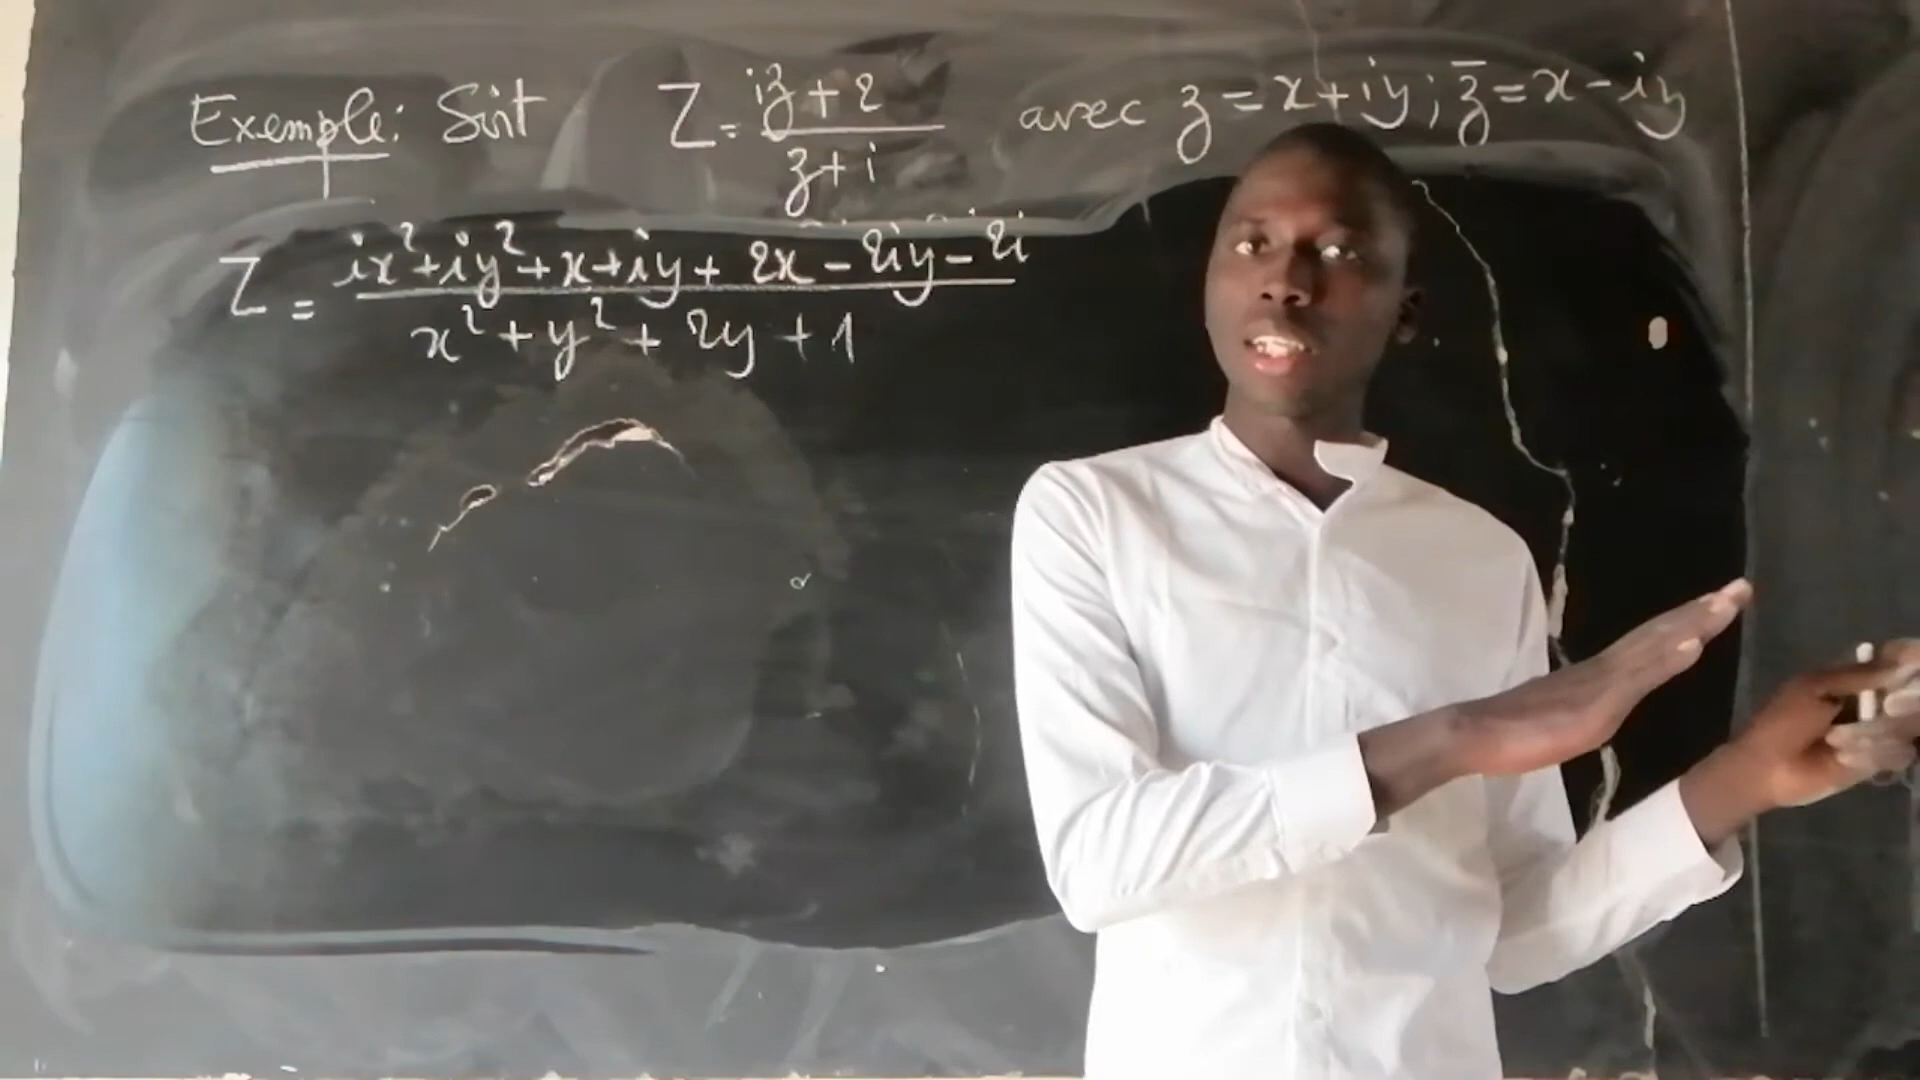 Exemple: Soit Z = (iz + 2)/(z + i) avec z = x + iy ; z̄ = x - iy
Z = (ix² + iy² + x + iy + 2x - 2iy - 2i)/(x² + y² + 2y + 1)